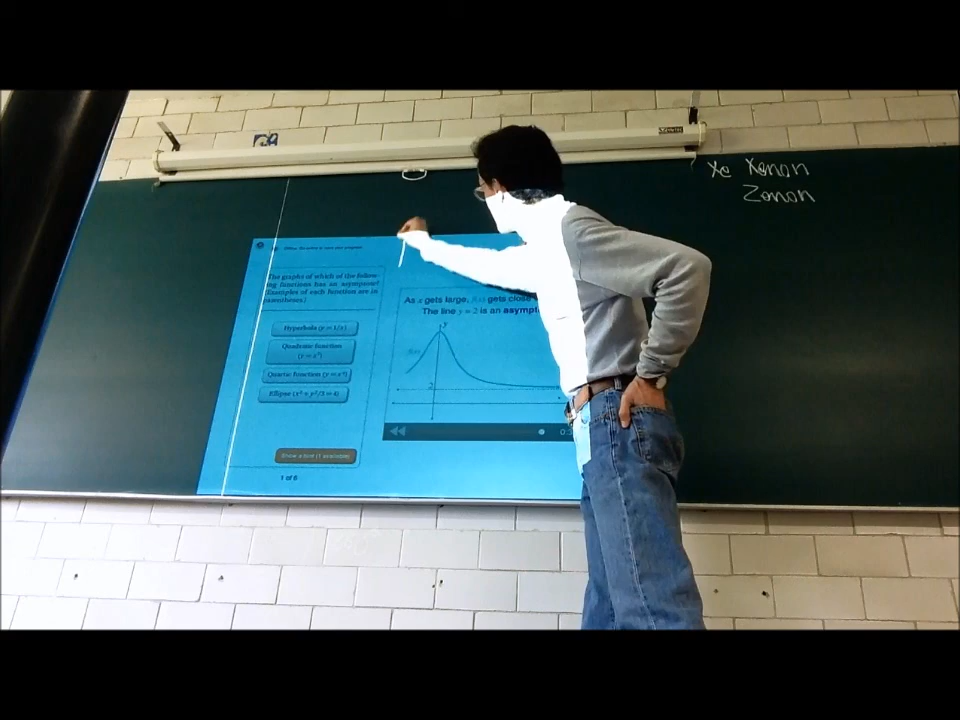 Xe Xenon
Zenon
The graphs of which of the follow-
ing functions has an asymptote?
(Examples of each function are in
parentheses.)
Hyperbola (y = 1/x)
Quadratic function
(y = x²)
Quartic function (y = x⁴)
Ellipse (x² + y²/3 = 4)
Show a hint (1 available)
1 of 6
As x gets large, f(x) gets close
The line y = 2 is an
y
f(x)
2